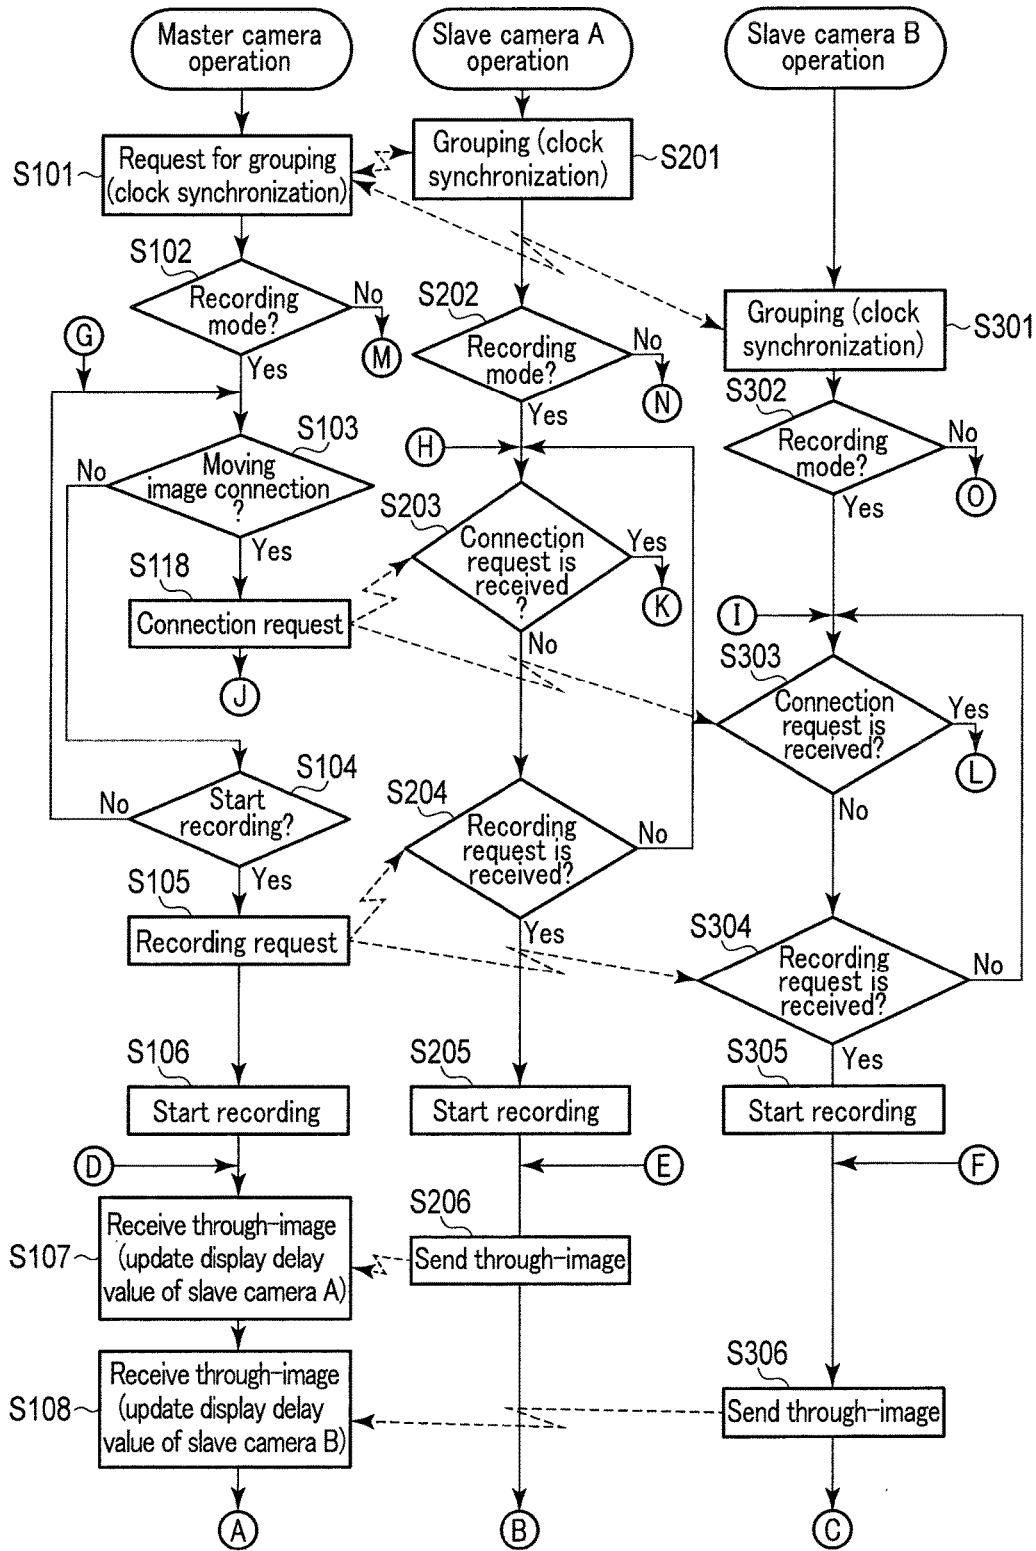 Master camera
operation
Slave camera A
operation
Slave camera B
operation
S101
Request for grouping
(clock synchronization)
Grouping (clock
synchronization)
S201
S102
Recording
mode?
No
M
Yes
G
S202
Recording
mode?
No
N
Yes
Grouping (clock
synchronization)
S301
S302
Recording
mode?
No
O
Yes
S103
Moving
image connection
?
No
Yes
H
S203
Connection
request is
received
?
Yes
K
No
S118
Connection request
J
I
S303
Connection
request is
received?
Yes
L
No
S104
Start
recording?
No
Yes
S204
Recording
request is
received?
No
Yes
S105
Recording request
S304
Recording
request is
received?
No
Yes
S106
Start recording
S205
Start recording
S305
Start recording
D
E
F
S107
Receive through-image
(update display delay
value of slave camera A)
S206
Send through-image
S108
Receive through-image
(update display delay
value of slave camera B)
S306
Send through-image
A
B
C